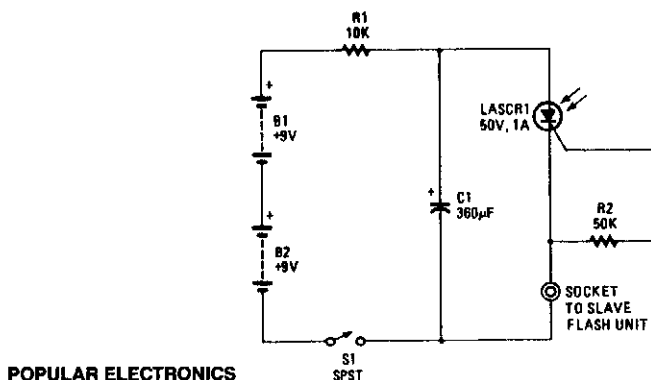 R1
10K
+
B1
+9V
LASCR1
50V, 1A
+
C1
360µF
R2
50K
+
B2
+9V
SOCKET
TO SLAVE
FLASH UNIT
S1
SPST
POPULAR ELECTRONICS